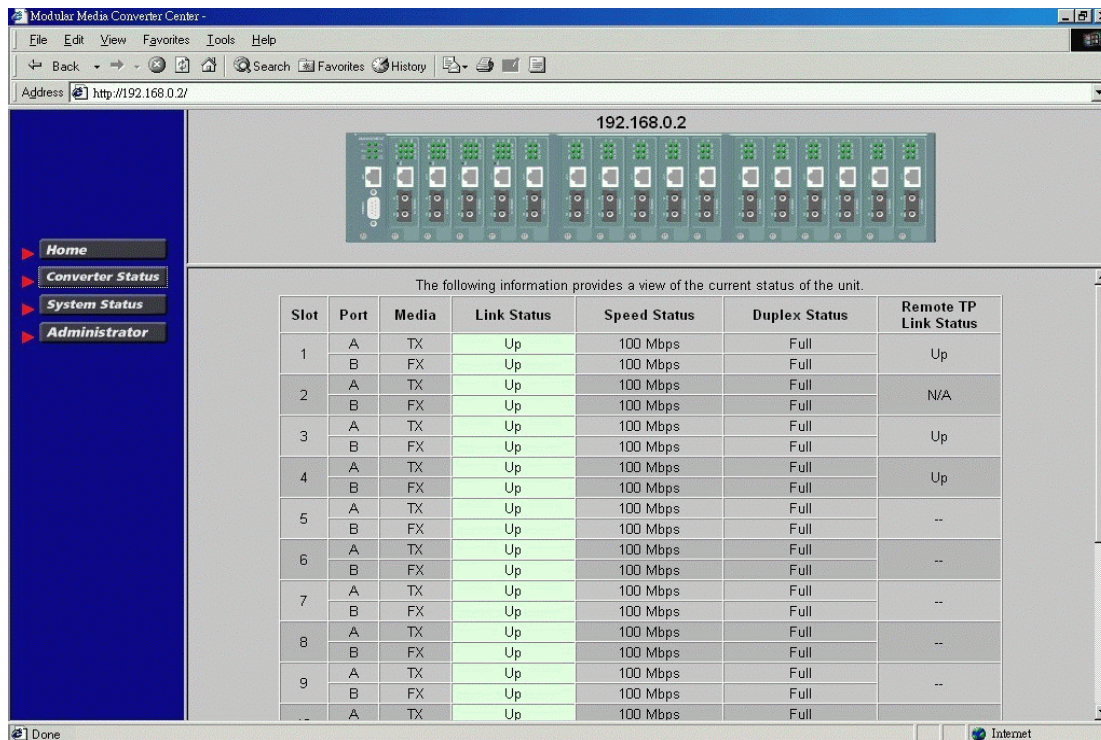 Modular Media Converter Center -
File Edit View Favorites Tools Help
Back Search Favorites History
Address http://192.168.0.2/
192.168.0.2
Home
Converter Status
System Status
Administrator
The following information provides a view of the current status of the unit.
Slot Port Media Link Status Speed Status Duplex Status Remote TP Link Status
1 A TX Up 100 Mbps Full Up
B FX Up 100 Mbps Full
2 A TX Up 100 Mbps Full N/A
B FX Up 100 Mbps Full
3 A TX Up 100 Mbps Full Up
B FX Up 100 Mbps Full
4 A TX Up 100 Mbps Full Up
B FX Up 100 Mbps Full
5 A TX Up 100 Mbps Full --
B FX Up 100 Mbps Full
6 A TX Up 100 Mbps Full --
B FX Up 100 Mbps Full
7 A TX Up 100 Mbps Full --
B FX Up 100 Mbps Full
8 A TX Up 100 Mbps Full --
B FX Up 100 Mbps Full
9 A TX Up 100 Mbps Full --
B FX Up 100 Mbps Full
A TX Up 100 Mbps Full
Done Internet